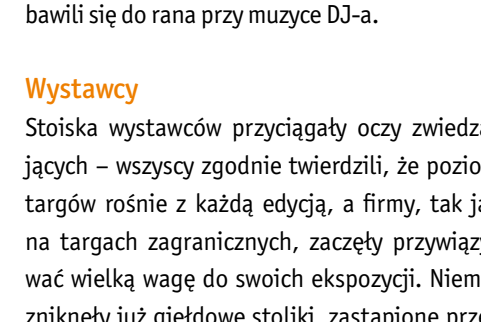 bawili się do rana przy muzyce DJ-a.
Wystawcy
Stoiska wystawców przyciągały oczy zwiedza
jących – wszyscy zgodnie twierdzili, że pozio
targów rośnie z każdą edycją, a firmy, tak ja
na targach zagranicznych, zaczęły przywiązy
wać wielką wagę do swoich ekspozycji. Niem
zniknęły już giełdowe stoliki, zastąpione prze